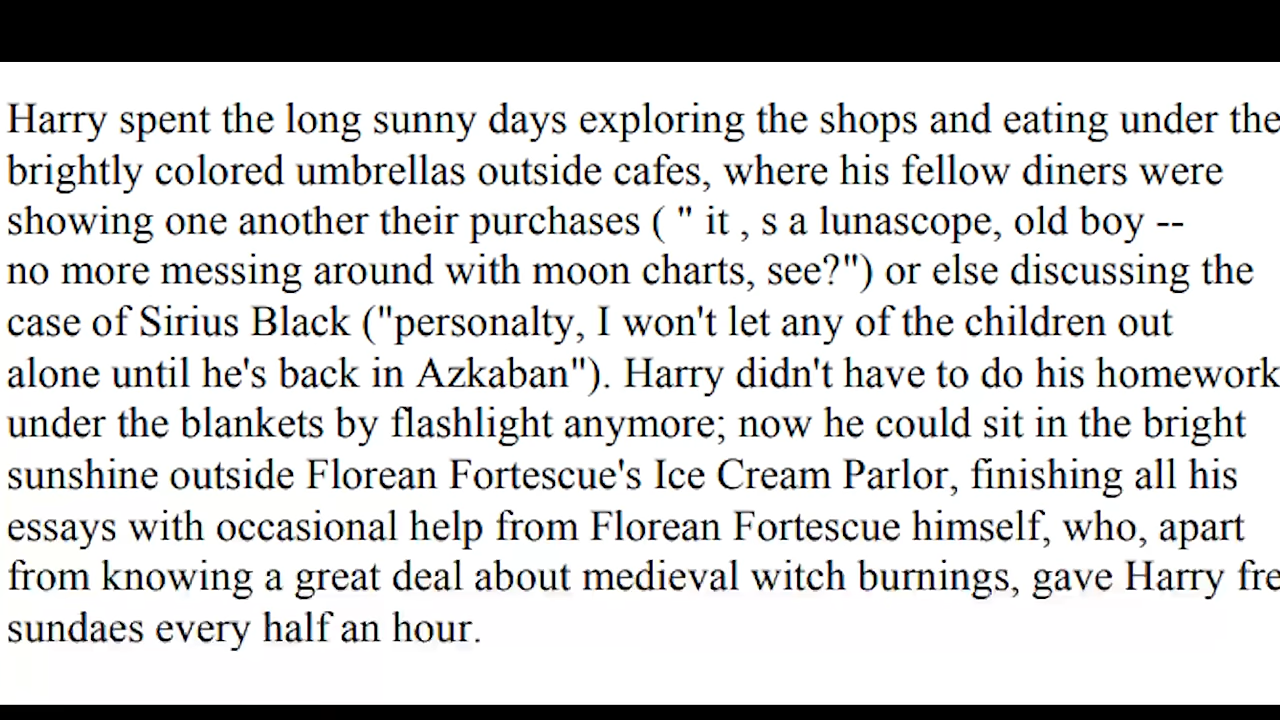 Harry spent the long sunny days exploring the shops and eating under the
brightly colored umbrellas outside cafes, where his fellow diners were
showing one another their purchases ( " it , s a lunascope, old boy --
no more messing around with moon charts, see?") or else discussing the
case of Sirius Black ("personalty, I won't let any of the children out
alone until he's back in Azkaban"). Harry didn't have to do his homework
under the blankets by flashlight anymore; now he could sit in the bright
sunshine outside Florean Fortescue's Ice Cream Parlor, finishing all his
essays with occasional help from Florean Fortescue himself, who, apart
from knowing a great deal about medieval witch burnings, gave Harry fre
sundaes every half an hour.